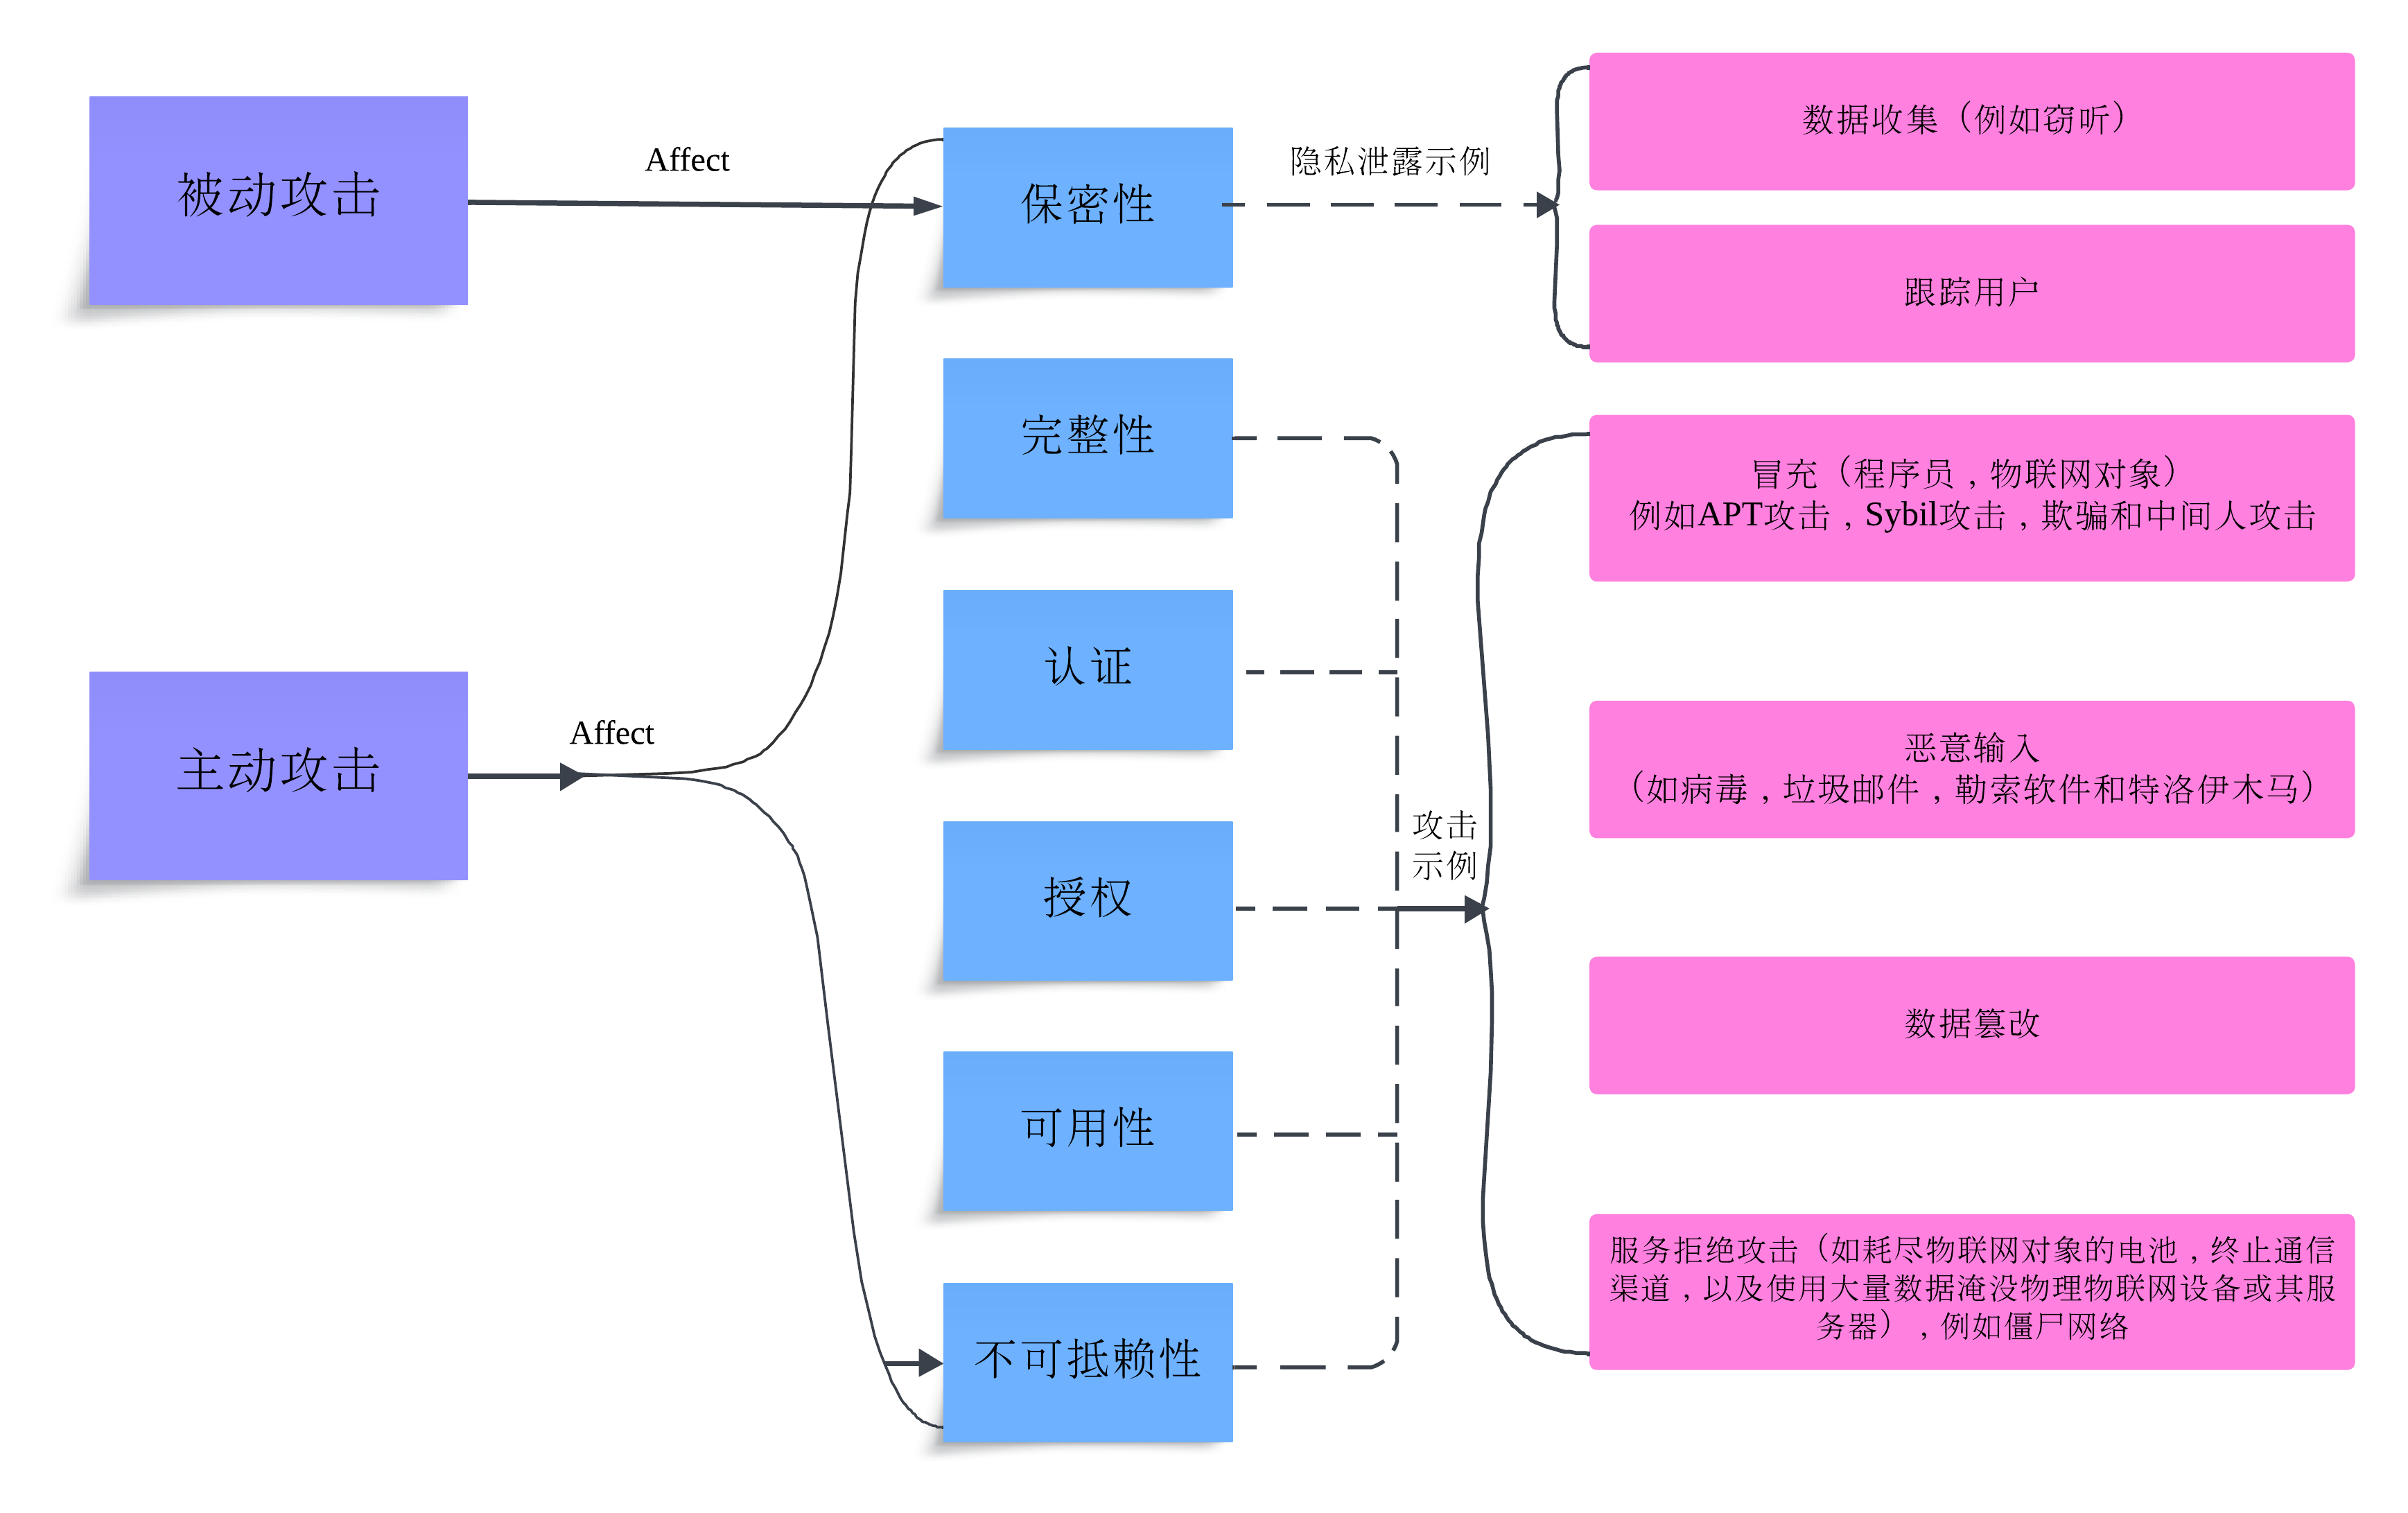 被动攻击
Affect
保密性
隐私泄露示例
数据收集（例如窃听）
跟踪用户
完整性
冒充（程序员，物联网对象）
例如APT攻击，Sybil攻击，欺骗和中间人攻击
认证
主动攻击
Affect
恶意输入
（如病毒，垃圾邮件，勒索软件和特洛伊木马）
攻击
示例
授权
数据篡改
可用性
服务拒绝攻击（如耗尽物联网对象的电池，终止通信
渠道，以及使用大量数据淹没物理物联网设备或其服
务器），例如僵尸网络
不可抵赖性